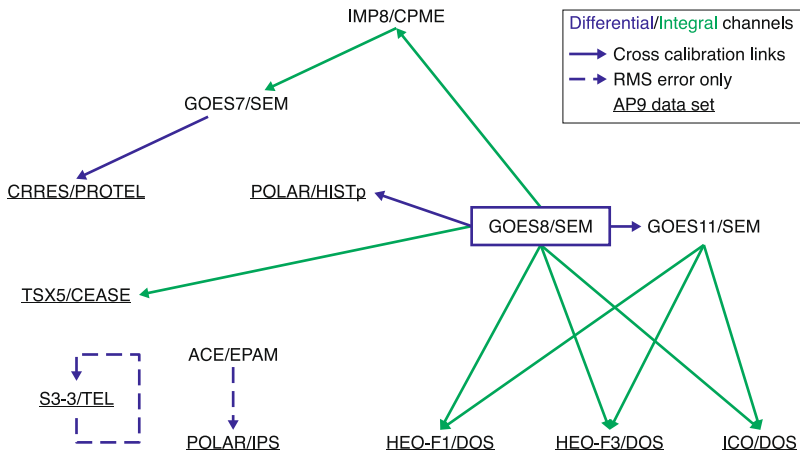 IMP8/CPME
Differential/Integral channels
Cross calibration links
RMS error only
AP9 data set
GOES7/SEM
CRRES/PROTEL
POLAR/HISTp
GOES8/SEM
GOES11/SEM
TSX5/CEASE
ACE/EPAM
S3-3/TEL
POLAR/IPS
HEO-F1/DOS
HEO-F3/DOS
ICO/DOS